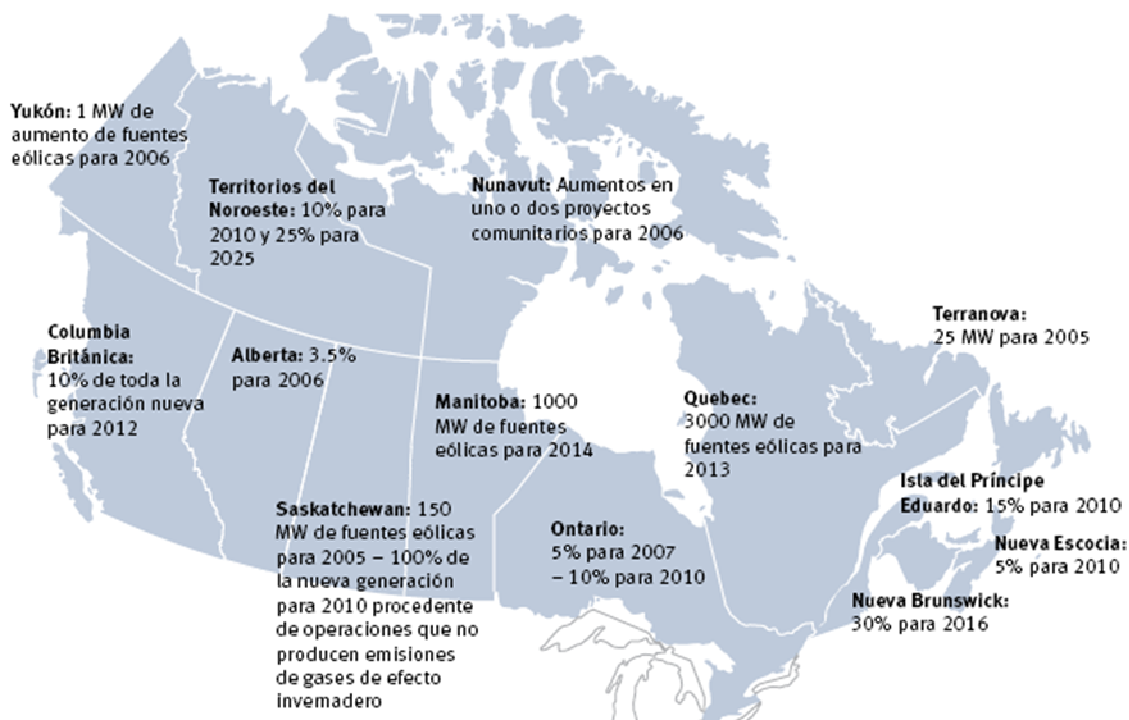 Yukón: 1 MW de
aumento de fuentes
eólicas para 2006
Territorios del
Noroeste: 10% para
2010 y 25% para
2025
Nunavut: Aumentos en
uno o dos proyectos
comunitarios para 2006
Terranova:
25 MW para 2005
Columbia
Británica:
10% de toda la
generación nueva
para 2012
Alberta: 3.5%
para 2006
Manitoba: 1000
MW de fuentes
eólicas para 2014
Quebec:
3000 MW de
fuentes eólicas para
2013
Isla del Príncipe
Eduardo: 15% para 2010
Saskatchewan: 150
MW de fuentes eólicas
para 2005 – 100% de
la nueva generación
para 2010 procedente
de operaciones que no
producen emisiones
de gases de efecto
invernadero
Ontario:
5% para 2007
– 10% para 2010
Nueva Escocia:
5% para 2010
Nueva Brunswick:
30% para 2016